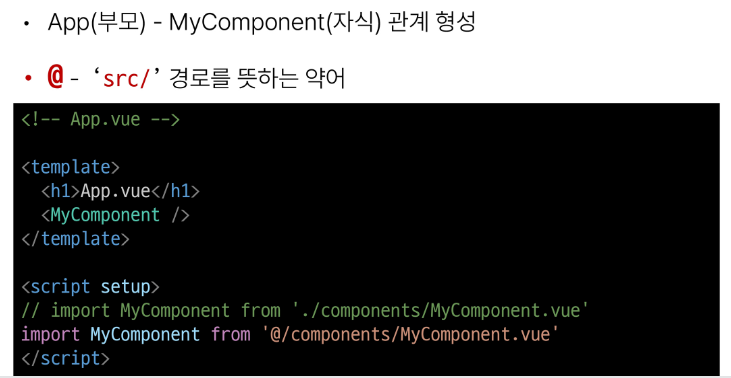 • App(부모) - MyComponent(자식) 관계 형성
• @ - ‘src/’ 경로를 뜻하는 약어
<!-- App.vue -->
<template>
  <h1>App.vue</h1>
  <MyComponent />
</template>
<script setup>
// import MyComponent from './components/MyComponent.vue'
import MyComponent from '@/components/MyComponent.vue'
</script>